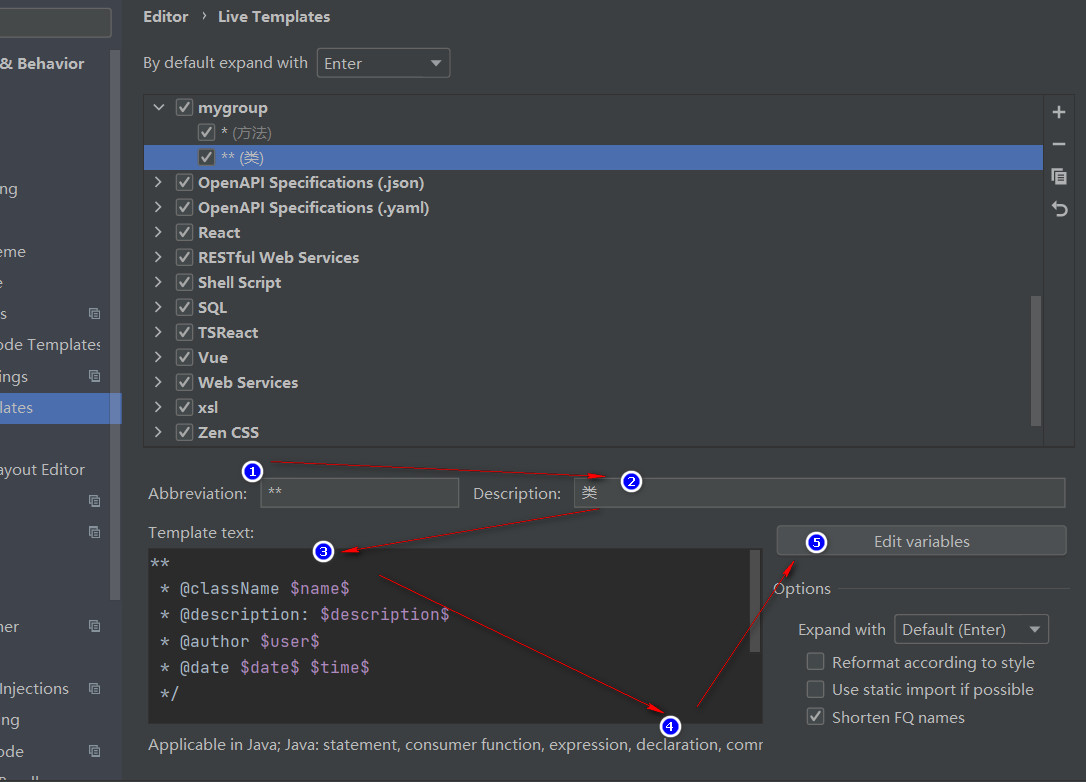 Editor › Live Templates
& Behavior
By default expand with Enter
mygroup
* (方法)
** (类)
OpenAPI Specifications (.json)
ng
OpenAPI Specifications (.yaml)
React
eme
RESTful Web Services
e
Shell Script
s
SQL
ode Templates
TSReact
Vue
ings
Web Services
lates
xsl
Zen CSS
ayout Editor
1
2
Abbreviation: **
Description: 类
Template text:
3
5
Edit variables
**
* @className $name$
* @description: $description$
* @author $user$
* @date $date$ $time$
*/
Options
ner
Expand with Default (Enter)
Reformat according to style
Injections
Use static import if possible
ng
Shorten FQ names
4
ode
Applicable in Java; Java: statement, consumer function, expression, declaration, comr